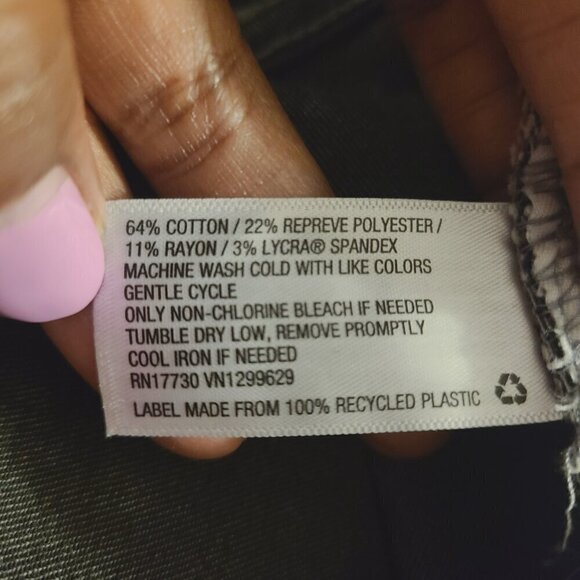 64% COTTON / 22% REPREVE POLYESTER /
11% RAYON / 3% LYCRA® SPANDEX
MACHINE WASH COLD WITH LIKE COLORS
GENTLE CYCLE
ONLY NON-CHLORINE BLEACH IF NEEDED
TUMBLE DRY LOW, REMOVE PROMPTLY
COOL IRON IF NEEDED
RN17730 VN1299629
LABEL MADE FROM 100% RECYCLED PLASTIC